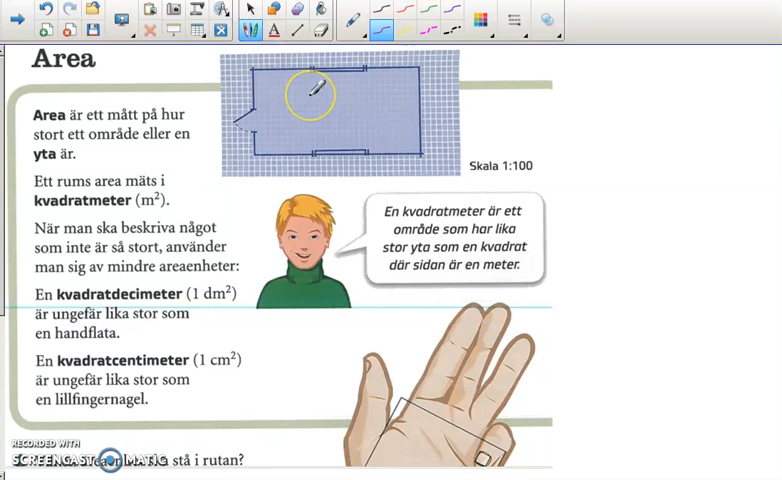 Area
Area är ett mått på hur
stort ett område eller en
yta är.
Skala 1:100
Ett rums area mäts i
kvadratmeter (m²).
När man ska beskriva något
som inte är så stort, använder
man sig av mindre areaenheter:
En kvadratmeter är ett
område som har lika
stor yta som en kvadrat
där sidan är en meter.
En kvadratdecimeter (1 dm²)
är ungefär lika stor som
en handflata.
En kvadratcentimeter (1 cm²)
är ungefär lika stor som
en lillfingernagel.
RECORDED WITH
SCREENCAST-O-MATIC
stå i rutan?